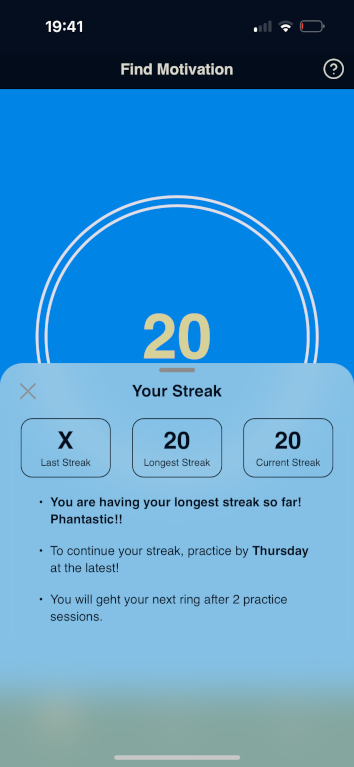 19:41
Find Motivation
?
20
Your Streak
X
Last Streak
20
Longest Streak
20
Current Streak
• You are having your longest streak so far!
Phantastic!!
• To continue your streak, practice by Thursday
at the latest!
• You will geht your next ring after 2 practice
sessions.